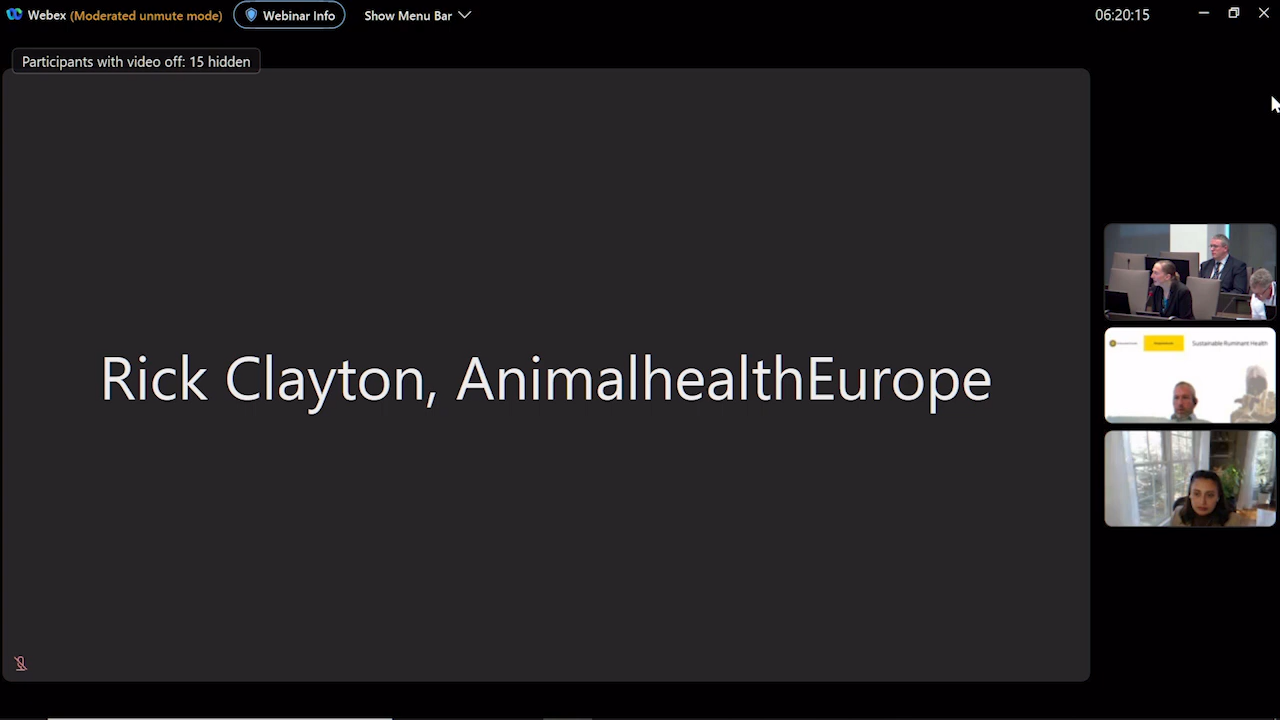 Webex (Moderated unmute mode) Webinar Info Show Menu Bar 06:20:15
Participants with video off: 15 hidden
Rick Clayton, AnimalhealthEurope
Sustainable Ruminant Health